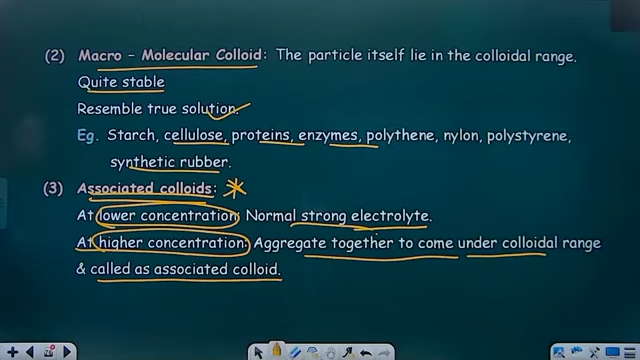 (2) Macro – Molecular Colloid: The particle itself lie in the colloidal range.
Quite stable
Resemble true solution.
Eg. Starch, cellulose, proteins, enzymes, polythene, nylon, polystyrene,
synthetic rubber.
(3) Associated colloids:
At lower concentration: Normal strong electrolyte.
At higher concentration: Aggregate together to come under colloidal range
& called as associated colloid.